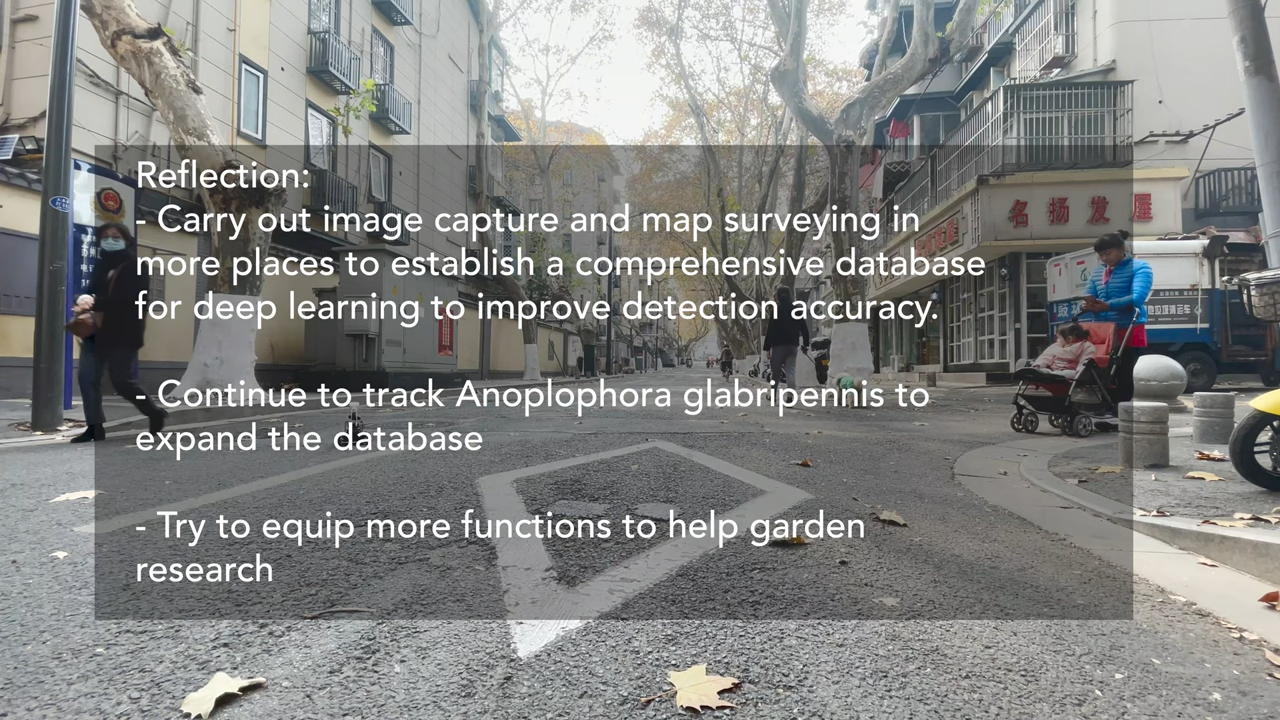 Reflection:
- Carry out image capture and map surveying in
more places to establish a comprehensive database
for deep learning to improve detection accuracy.
- Continue to track Anoplophora glabripennis to
expand the database
- Try to equip more functions to help garden
research
名扬发屋